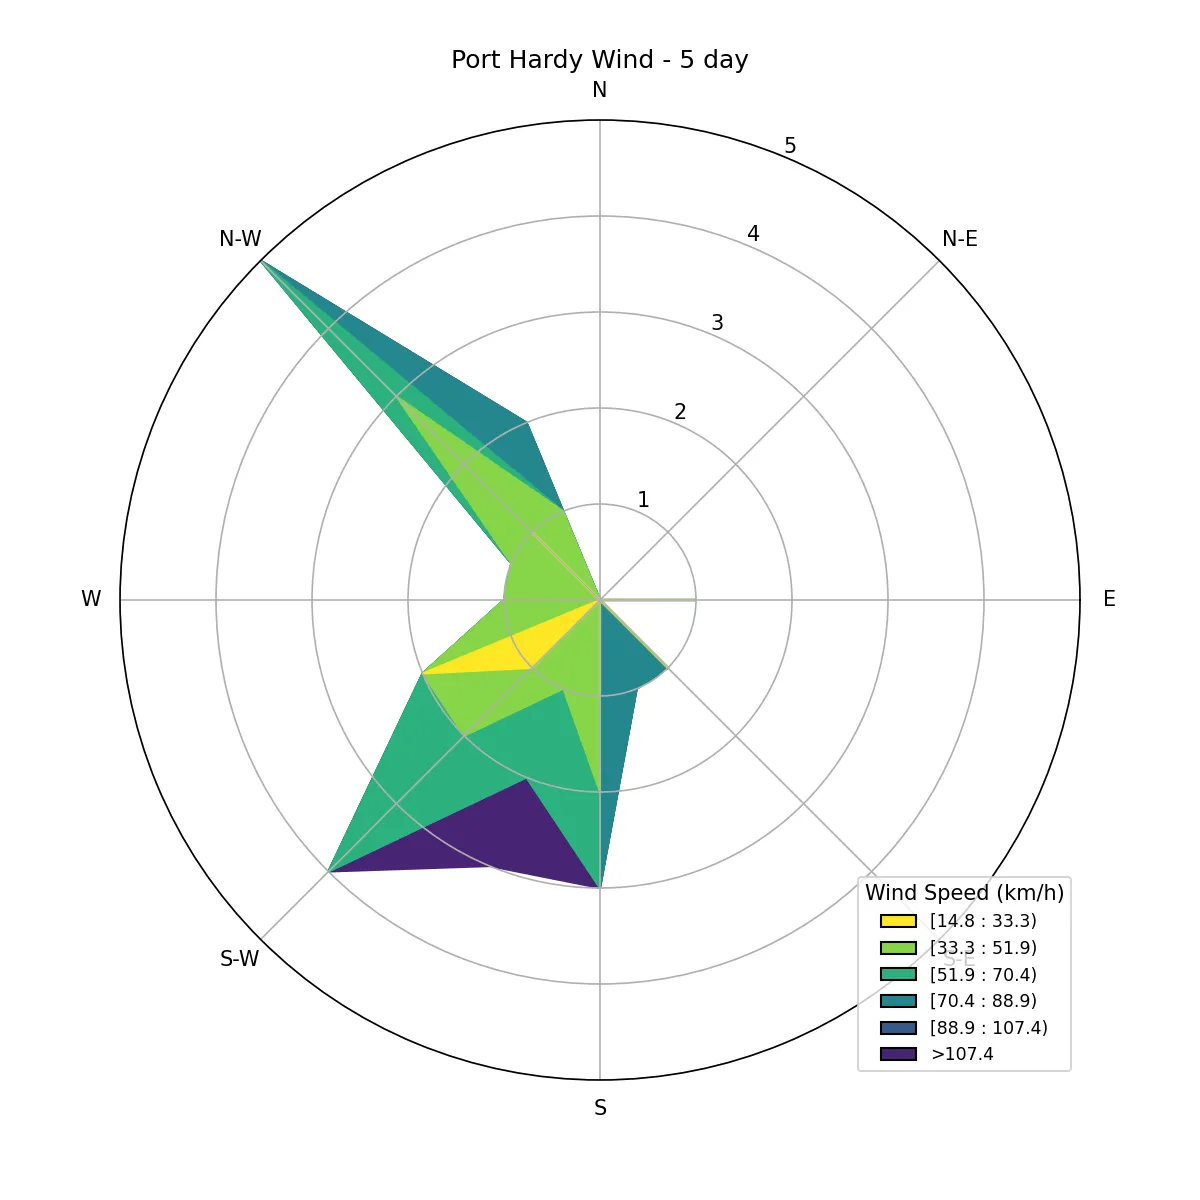 Port Hardy Wind - 5 day
N
5
N-W
4
N-E
3
2
1
W
E
Wind Speed (km/h)
[14.8 : 33.3)
[33.3 : 51.9)
S-W
S-E
[51.9 : 70.4)
[70.4 : 88.9)
[88.9 : 107.4)
>107.4
S